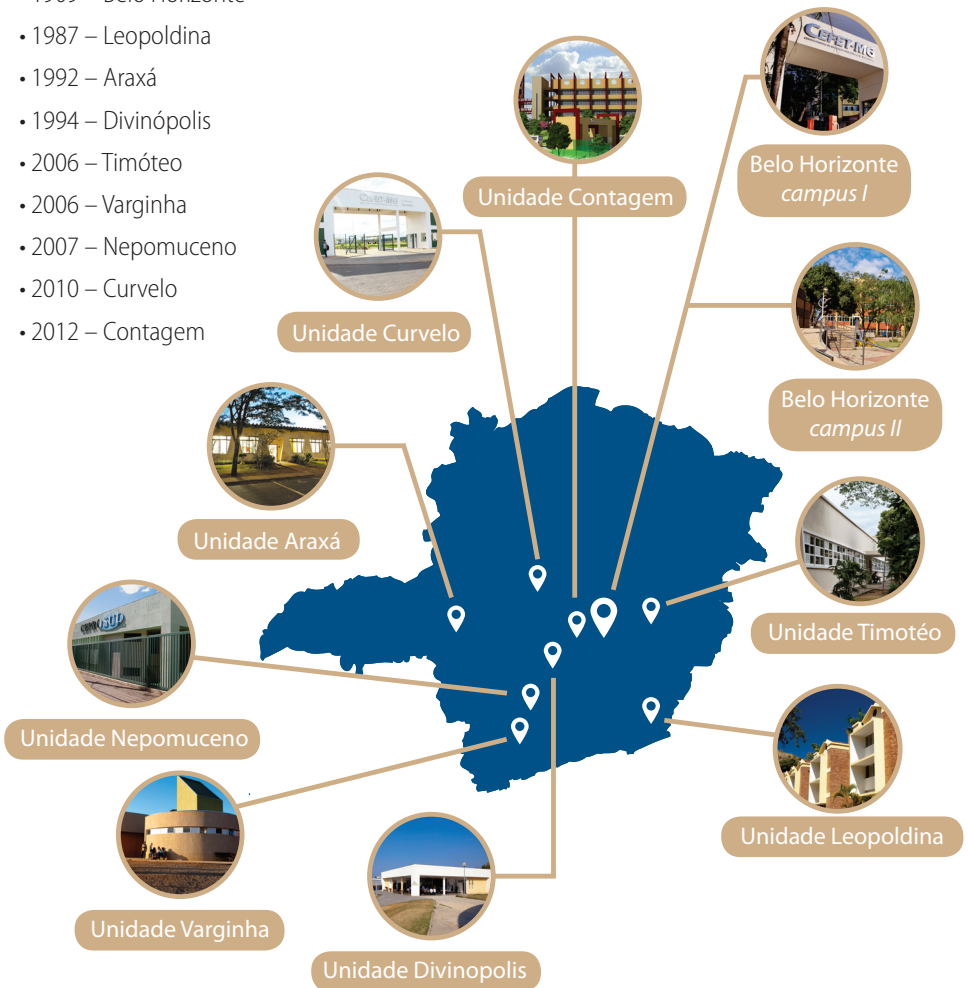 • 1987 – Leopoldina
• 1992 – Araxá
• 1994 – Divinópolis
• 2006 – Timóteo
• 2006 – Varginha
• 2007 – Nepomuceno
• 2010 – Curvelo
• 2012 – Contagem
CEFET-MG
Belo Horizonte
campus I
Unidade Contagem
Unidade Curvelo
Belo Horizonte
campus II
Unidade Araxá
Unidade Timotéo
Unidade Nepomuceno
Unidade Leopoldina
Unidade Varginha
Unidade Divinopolis